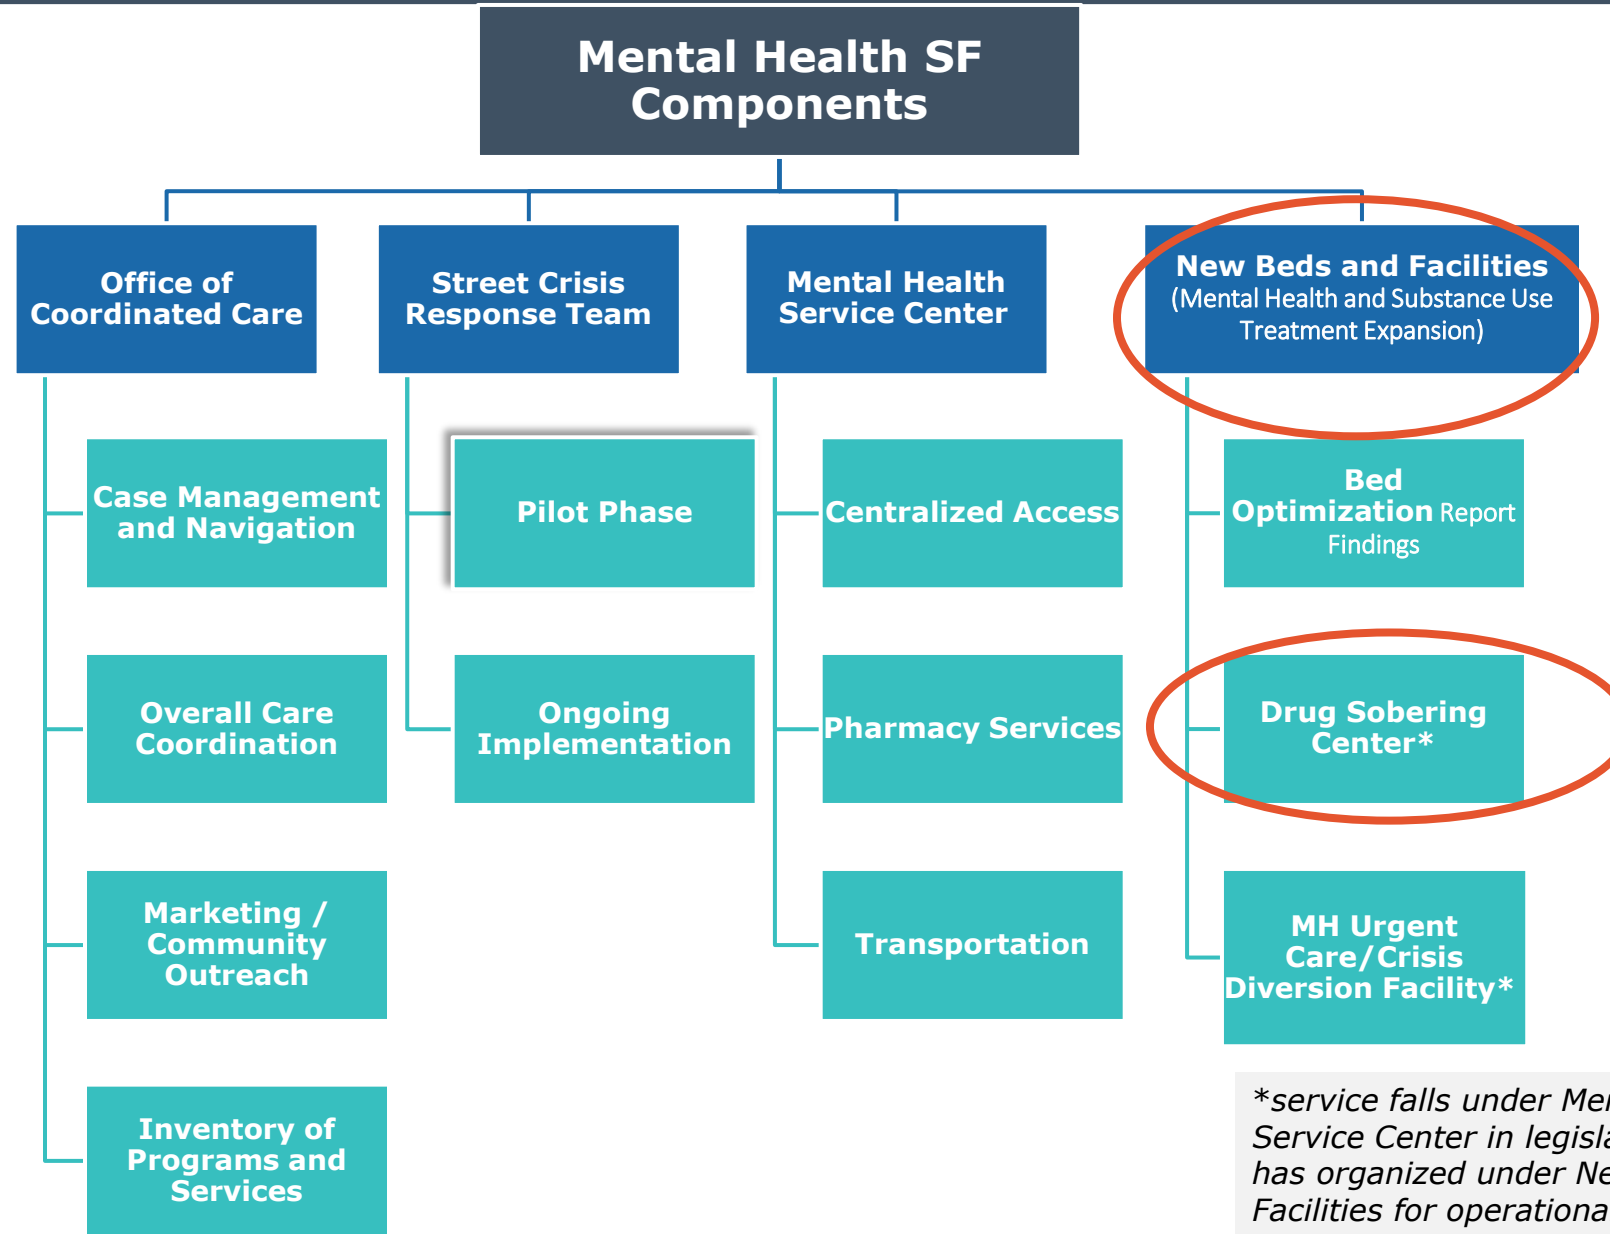 Mental Health SF
Components
Office of
Coordinated Care
Street Crisis
Response Team
Mental Health
Service Center
New Beds and Facilities
(Mental Health and Substance Use
Treatment Expansion)
Case Management
and Navigation
Pilot Phase
Centralized Access
Bed
Optimization Report
Findings
Overall Care
Coordination
Ongoing
Implementation
Pharmacy Services
Drug Sobering
Center*
Marketing /
Community
Outreach
Transportation
MH Urgent
Care/Crisis
Diversion Facility*
Inventory of
Programs and
Services
*service falls under
Service Center in
has organized under
Facilities for